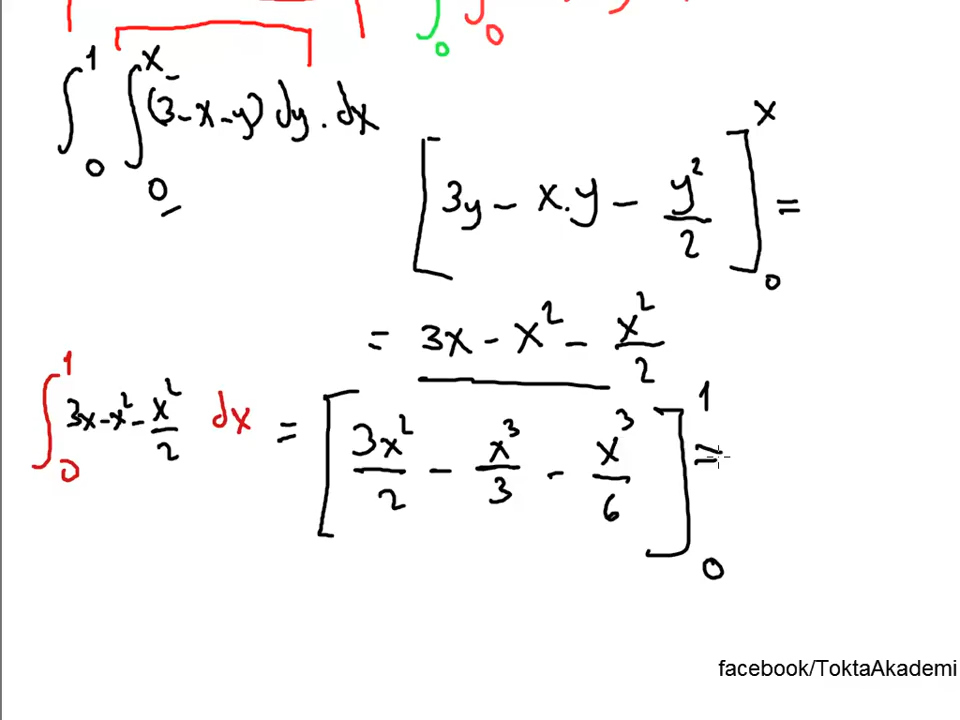 ∫₀¹ ∫₀ˣ (3-x-y) dy . dx
[3y - x.y - y²/2]₀ˣ =
= 3x - x² - x²/2
∫₀¹ 3x-x²-x²/2 dx = [3x²/2 - x³/3 - x³/6]₀¹ =
facebook/ToktaAkademi